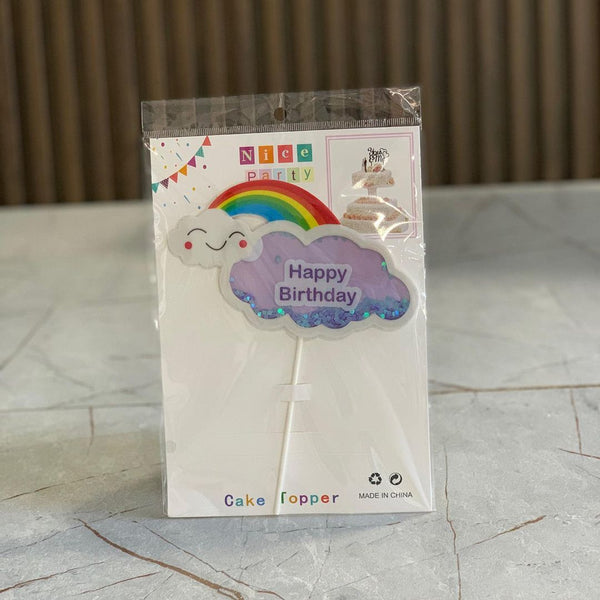 Nice
Party
Happy
Birthday
Cake Topper
MADE IN CHINA